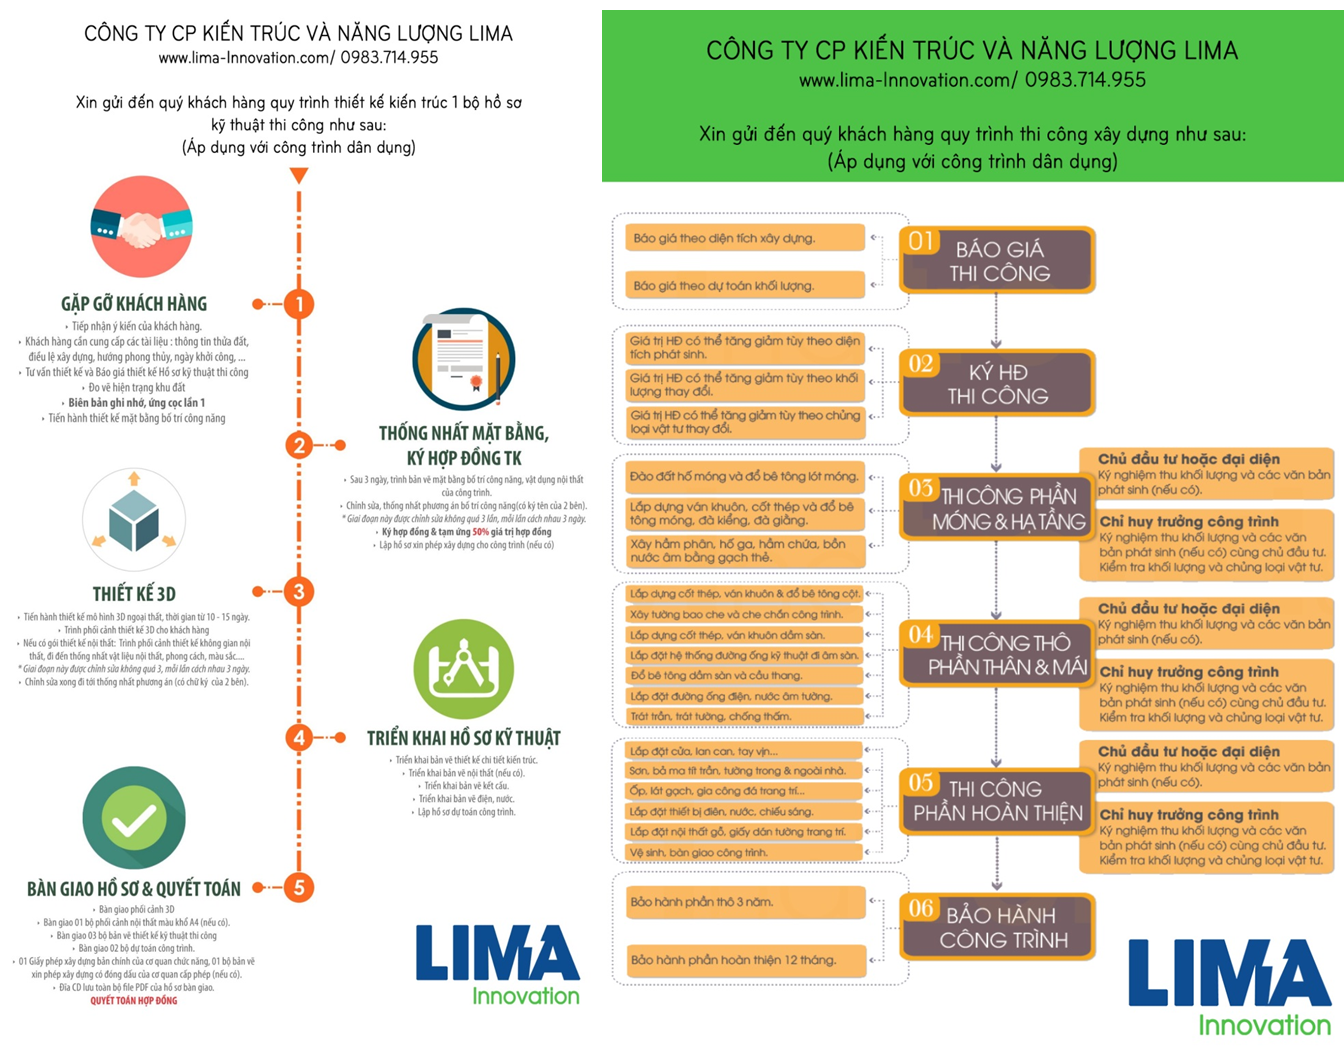 CÔNG TY CP KIẾN TRÚC VÀ NĂNG LƯỢNG LIMA
www.lima-Innovation.com/ 0983.714.955
Xin gửi đến quý khách hàng quy trình thiết kế kiến trúc 1 bộ hồ sơ
kỹ thuật thi công như sau:
(Áp dụng với công trình dân dụng)
1
GẶP GỠ KHÁCH HÀNG
• Tiếp nhận ý kiến của khách hàng.
• Khách hàng cần cung cấp các tài liệu : thông tin thửa đất,
điều lệ xây dựng, hướng phong thủy, ngày khởi công, ...
• Tư vấn thiết kế và Báo giá thiết kế Hồ sơ kỹ thuật thi công
• Đo vẽ hiện trạng khu đất
• Biên bản ghi nhớ, ứng cọc lần 1
• Tiến hành thiết kế mặt bằng bố trí công năng
2
THỐNG NHẤT MẶT BẰNG,
KÝ HỢP ĐỒNG TK
• Sau 3 ngày, trình bản vẽ mặt bằng bố trí công năng, vật dụng nội thất
của công trình.
• Chỉnh sửa, thống nhất phương án bố trí công năng(có ký tên của 2 bên).
* Giai đoạn này được chỉnh sửa không quá 3 lần, mỗi lần cách nhau 3 ngày.
• Ký hợp đồng & tạm ứng 50% giá trị hợp đồng
• Lập hồ sơ xin phép xây dựng cho công trình (nếu có)
3
THIẾT KẾ 3D
• Tiến hành thiết kế mô hình 3D ngoại thất, thời gian từ 10 - 15 ngày.
• Trình phối cảnh thiết kế 3D cho khách hàng
• Nếu có gói thiết kế nội thất: Trình phối cảnh thiết kế không gian nội
thất, đi đến thống nhất vật liệu nội thất, phong cách, màu sắc....
* Giai đoạn này được chỉnh sửa không quá 3, mỗi lần cách nhau 3 ngày.
• Chỉnh sửa xong đi tới thống nhất phương án (có chữ ký của 2 bên).
4
TRIỂN KHAI HỒ SƠ KỸ THUẬT
• Triển khai bản vẽ thiết kế chi tiết kiến trúc.
• Triển khai bản vẽ nội thất (nếu có).
• Triển khai bản vẽ kết cấu.
• Triển khai bản vẽ điện, nước.
• Lập hồ sơ dự toán công trình.
5
BÀN GIAO HỒ SƠ & QUYẾT TOÁN
• Bàn giao phối cảnh 3D
• Bàn giao 01 bộ phối cảnh nội thất màu khổ A4 (nếu có).
• Bàn giao 03 bộ bản vẽ thiết kế kỹ thuật thi công
• Bàn giao 02 bộ dự toán công trình.
• 01 Giấy phép xây dựng bản chính của cơ quan chức năng, 01 bộ bản vẽ
xin phép xây dựng có đóng dấu của cơ quan cấp phép (nếu có).
• Đĩa CD lưu toàn bộ file PDF của hồ sơ bàn giao.
QUYẾT TOÁN HỢP ĐỒNG
LIMA
Innovation
CÔNG TY CP KIẾN TRÚC VÀ NĂNG LƯỢNG LIMA
www.lima-Innovation.com/ 0983.714.955
Xin gửi đến quý khách hàng quy trình thi công xây dựng như sau:
(Áp dụng với công trình dân dụng)
01
BÁO GIÁ
THI CÔNG
Báo giá theo diện tích xây dựng.
Báo giá theo dự toán khối lượng.
02
KÝ HĐ
THI CÔNG
Giá trị HĐ có thể tăng giảm tùy theo diện
tích phát sinh.
Giá trị HĐ có thể tăng giảm tùy theo khối
lượng thay đổi.
Giá trị HĐ có thể tăng giảm tùy theo chủng
loại vật tư thay đổi.
03
THI CÔNG PHẦN
MÓNG & HẠ TẦNG
Đào đất hố móng và đổ bê tông lót móng.
Lắp dựng ván khuôn, cốt thép và đổ bê
tông móng, đà kiềng, đà giằng.
Xây hầm phân, hố ga, hầm chứa, bồn
nước âm bằng gạch thẻ.
Chủ đầu tư hoặc đại diện
Ký nghiệm thu khối lượng và các văn bản
phát sinh (nếu có).
Chỉ huy trưởng công trình
Ký nghiệm thu khối lượng và các văn
bản phát sinh (nếu có) cùng chủ đầu tư.
Kiểm tra khối lượng và chủng loại vật tư.
04
THI CÔNG THÔ
PHẦN THÂN & MÁI
Lắp dựng cốt thép, ván khuôn & đổ bê tông cột.
Xây tường bao che và che chắn công trình.
Lắp dựng cốt thép, ván khuôn dầm sàn.
Lắp đặt hệ thống đường ống kỹ thuật đi âm sàn.
Đổ bê tông dầm sàn và cầu thang.
Lắp đặt đường ống điện, nước âm tường.
Trát trần, trát tường, chống thấm.
Chủ đầu tư hoặc đại diện
Ký nghiệm thu khối lượng và các văn bản
phát sinh (nếu có).
Chỉ huy trưởng công trình
Ký nghiệm thu khối lượng và các văn
bản phát sinh (nếu có) cùng chủ đầu tư.
Kiểm tra khối lượng và chủng loại vật tư.
05
THI CÔNG
PHẦN HOÀN THIỆN
Lắp đặt cửa, lan can, tay vịn...
Sơn, bả ma tít trần, tường trong & ngoài nhà.
Ốp, lát gạch, gia công đá trang trí...
Lắp đặt thiết bị điên, nước, chiếu sáng.
Lắp đặt nội thất gỗ, giấy dán tường trang trí.
Vệ sinh, bàn giao công trình.
Chủ đầu tư hoặc đại diện
Ký nghiệm thu khối lượng và các văn bản
phát sinh (nếu có).
Chỉ huy trưởng công trình
Ký nghiệm thu khối lượng và các văn
bản phát sinh (nếu có) cùng chủ đầu tư.
Kiểm tra khối lượng và chủng loại vật tư.
06
BẢO HÀNH
CÔNG TRÌNH
Bảo hành phần thô 3 năm.
Bảo hành phần hoàn thiện 12 tháng.
LIMA
Innovation